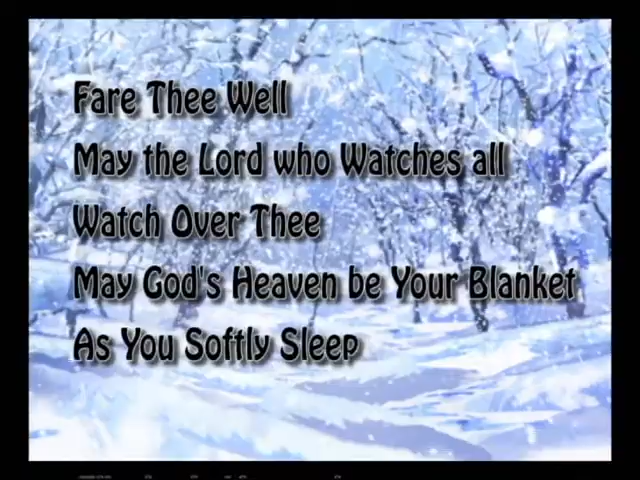 Fare Thee Well
May the Lord who Watches all
Watch Over Thee
May God's Heaven be Your Blanket
As You Softly Sleep